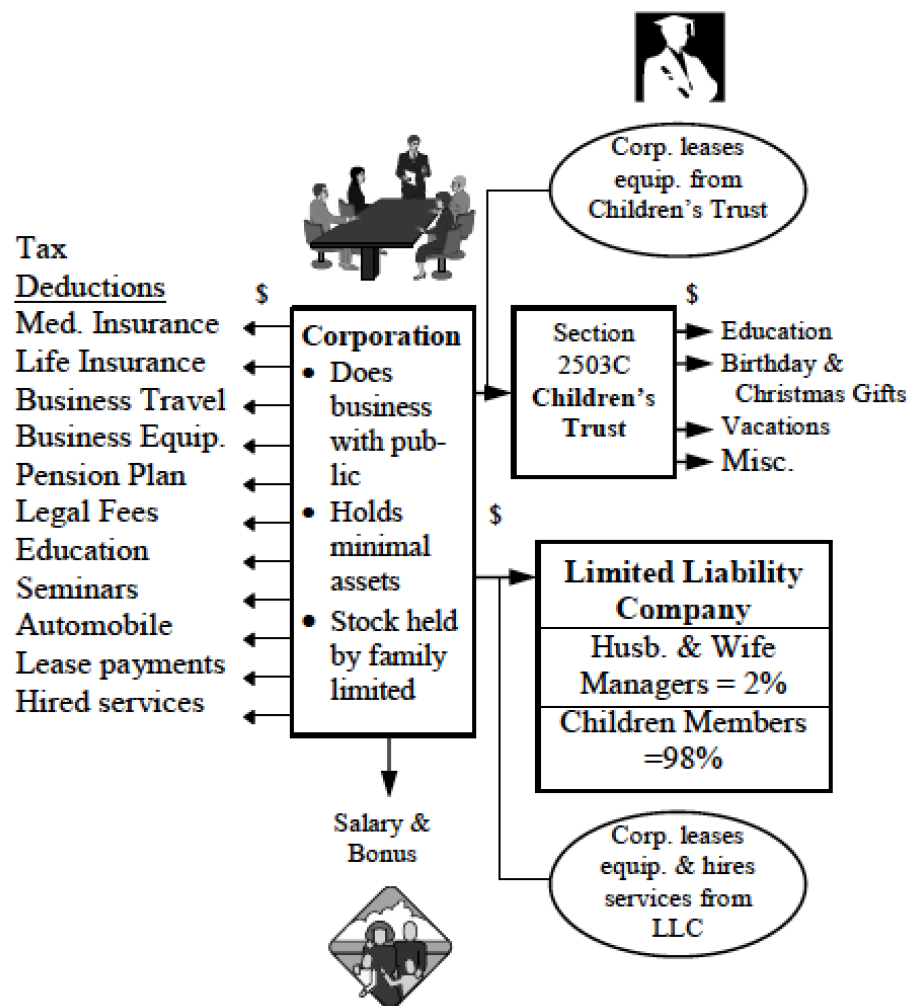 Corp. leases
equip. from
Children's Trust
Tax
Deductions
$
Med. Insurance
Life Insurance
Business Travel
Business Equip.
Pension Plan
Legal Fees
Education
Seminars
Automobile
Lease payments
Hired services
Corporation
• Does
business
with pub-
lic
• Holds
minimal
assets
• Stock held
by family
limited
Salary &
Bonus
Section
2503C
Children's
Trust
$
Education
Birthday &
Christmas Gifts
Vacations
Misc.
$
Limited Liability
Company
Husb. & Wife
Managers = 2%
Children Members
=98%
Corp. leases
equip. & hires
services from
LLC